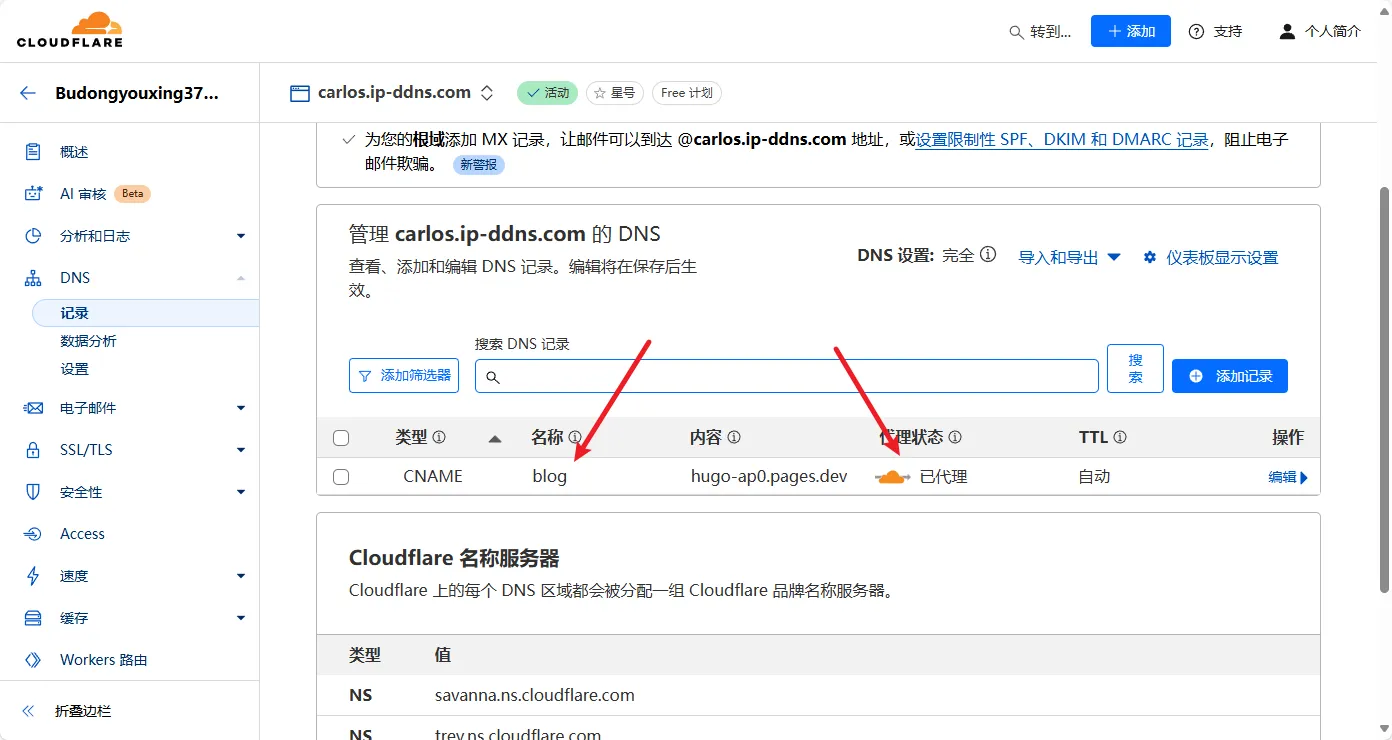 CLOUDFLARE
转到...
添加
支持
个人简介
Budongyouxing37...
carlos.ip-ddns.com
活动
星号
Free 计划
概述
AI 审核 Beta
分析和日志
DNS
记录
数据分析
设置
电子邮件
SSL/TLS
安全性
Access
速度
缓存
Workers 路由
折叠边栏
为您的根域添加 MX 记录，让邮件可以到达 @carlos.ip-ddns.com 地址，或设置限制性 SPF、DKIM 和 DMARC 记录，阻止电子
邮件欺骗。 新警报
管理 carlos.ip-ddns.com 的 DNS
查看、添加和编辑 DNS 记录。编辑将在保存后生
效。
DNS 设置: 完全
导入和导出
仪表板显示设置
搜索 DNS 记录
添加筛选器
搜
索
添加记录
类型 名称 内容 代理状态 TTL 操作
CNAME blog hugo-ap0.pages.dev 已代理 自动 编辑
Cloudflare 名称服务器
Cloudflare 上的每个 DNS 区域都会被分配一组 Cloudflare 品牌名称服务器。
类型 值
NS savanna.ns.cloudflare.com
NS trey.ns.cloudflare.com